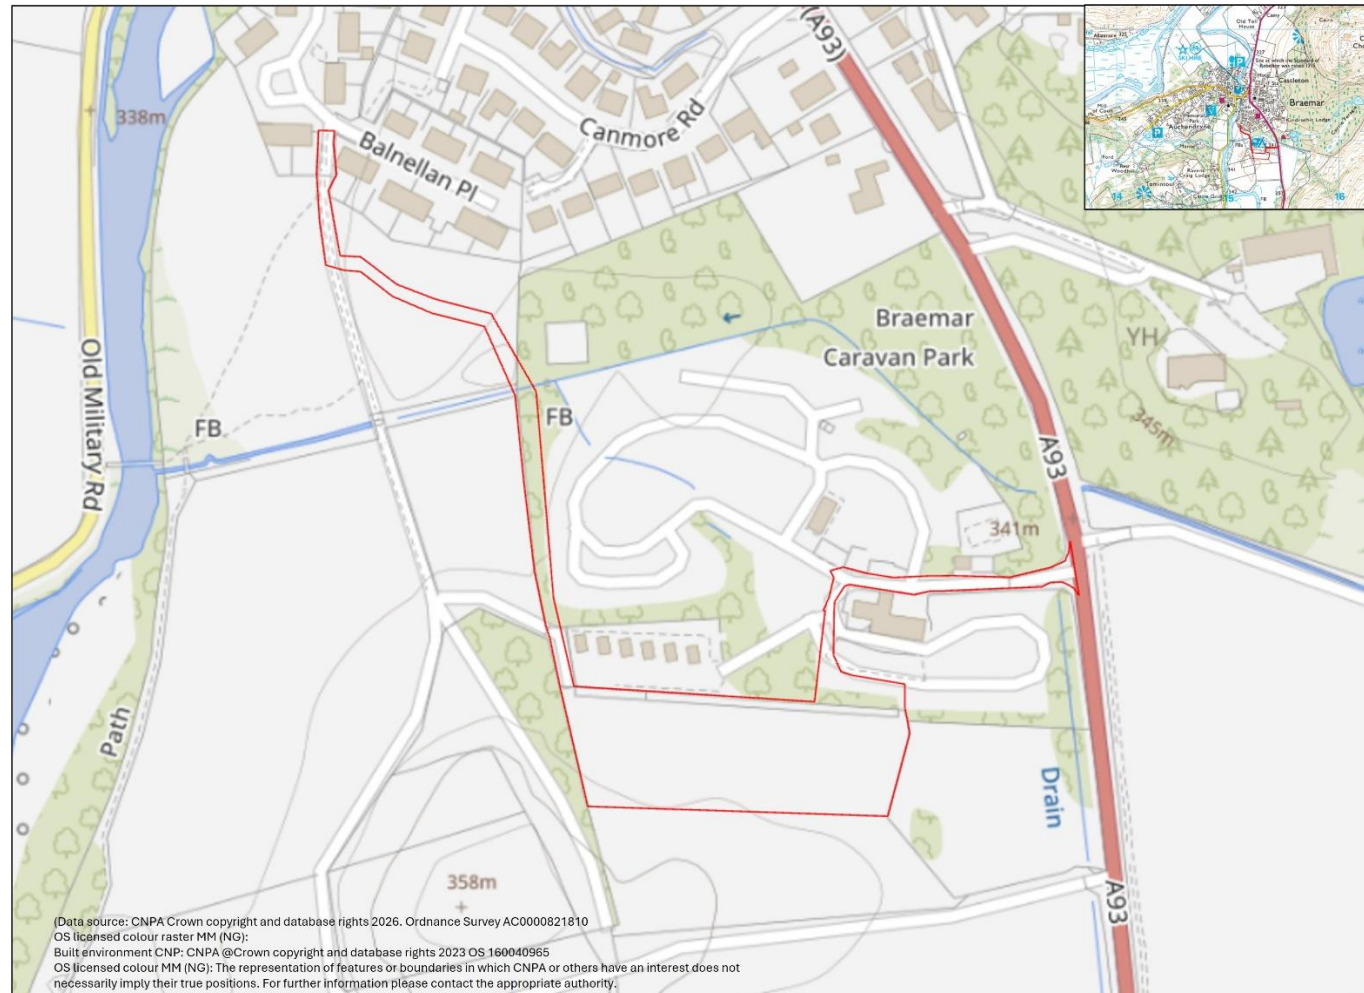 (A93)
338m
Canmore Rd
Balnellan Pl
Braemar
Caravan Park
YH
Old Military Rd
FB
FB
A93
345m
341m
Path
Drain
358m
A93
Braemar
Auchendryne
14
15
16
(Data source: CNPA Crown copyright and database rights 2026. Ordnance Survey AC0000821810
OS licensed colour raster MM (NG):
Built environment CNP: CNPA @Crown copyright and database rights 2023 OS 160040965
OS licensed colour MM (NG): The representation of features or boundaries in which CNPA or others have an interest does not
necessarily imply their true positions. For further information please contact the appropriate authority.